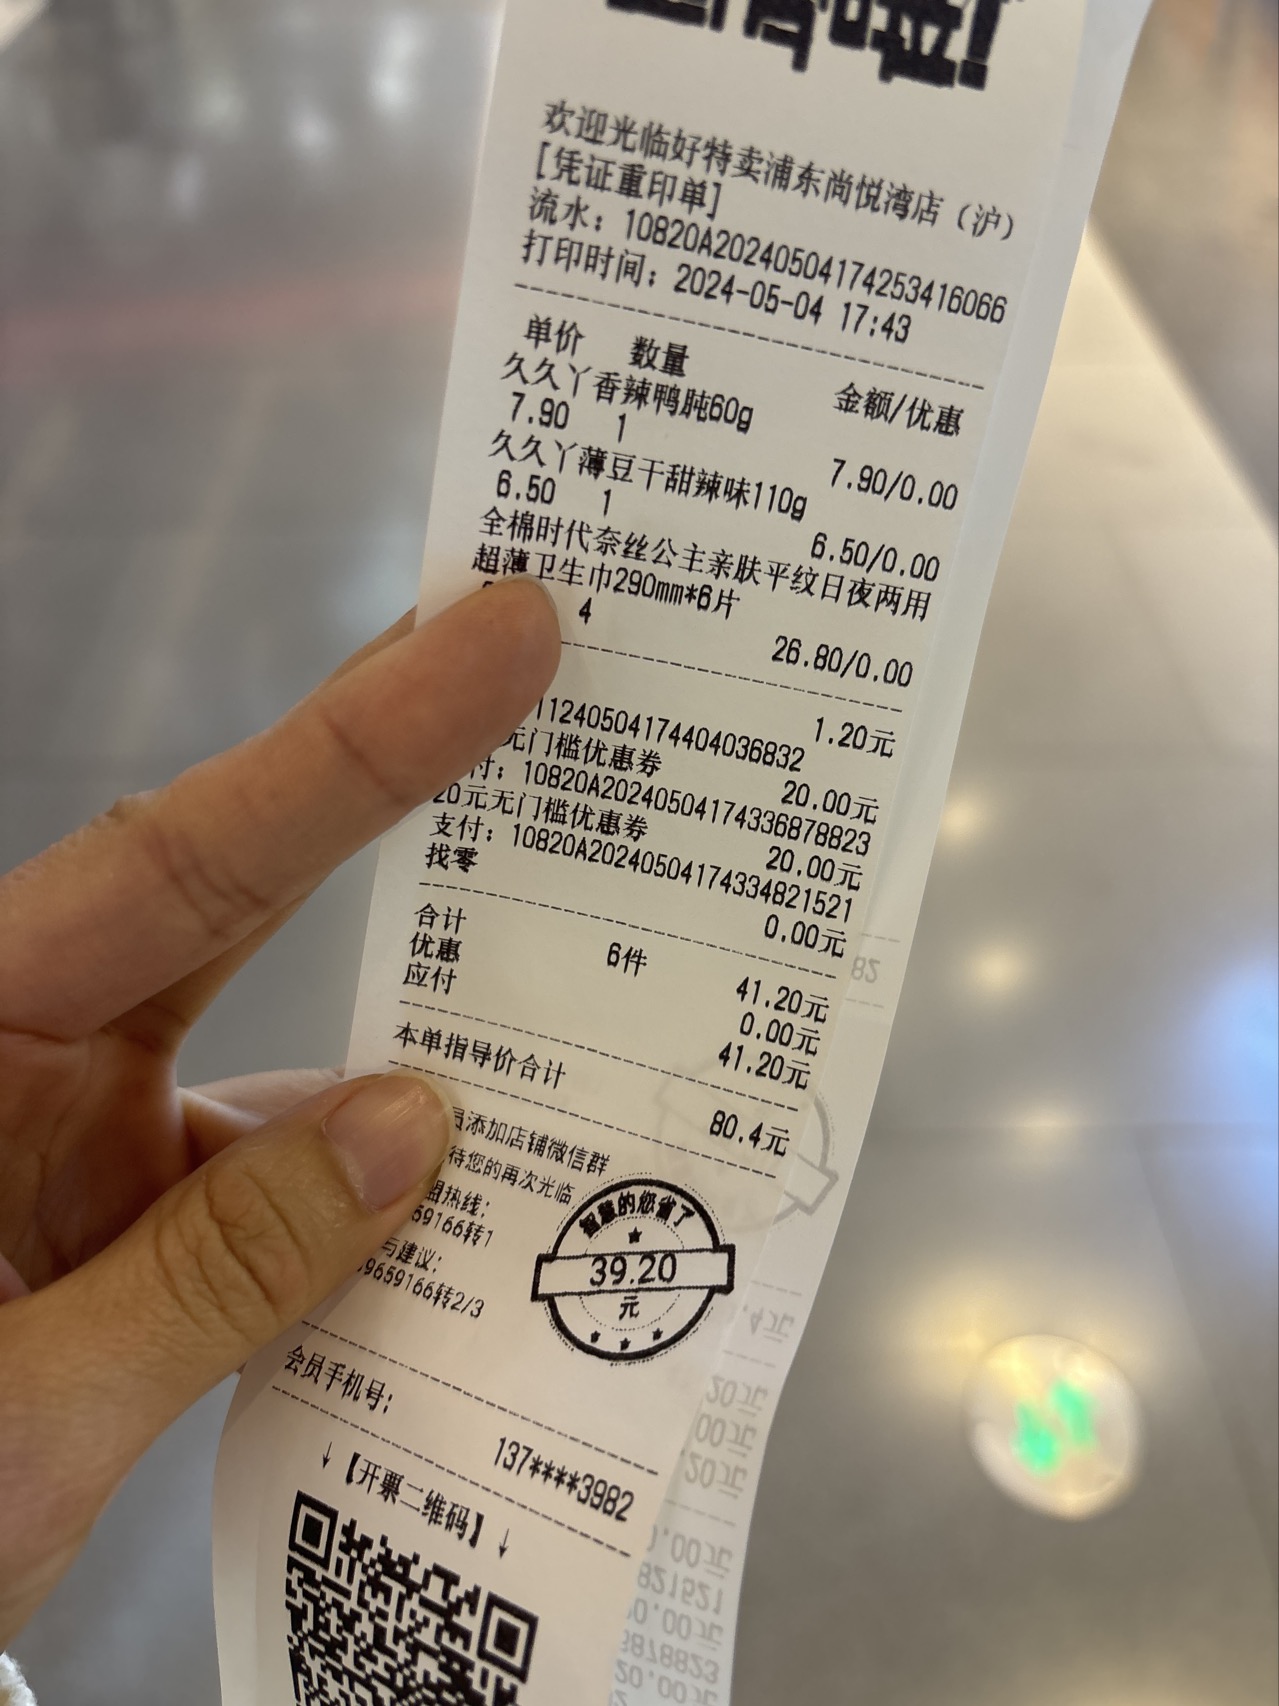 欢迎光临好特卖浦东尚悦湾店（沪）
[凭证重印单]
流水：10820A20240504174253416066
打印时间：2024-05-04 17:43
单价 数量 金额/优惠
久久丫香辣鸭肫60g
7.90 1 7.90/0.00
久久丫薄豆干甜辣味110g
6.50 1 6.50/0.00
全棉时代奈丝公主亲肤平纹日夜两用
超薄卫生巾290mm*6片
4 26.80/0.00
1.20元
11240504174404036832
无门槛优惠券 20.00元
付：10820A20240504174336878823
20元无门槛优惠券 20.00元
支付：10820A20240504174334821521
找零 0.00元
合计 6件 41.20元
优惠 0.00元
应付 41.20元
本单指导价合计 80.4元
员添加店铺微信群
待您的再次光临
盟热线：
59166转1
与建议：
9659166转2/3
智慧的您省了
39.20
元
会员手机号：
137****3982
↓【开票二维码】↓